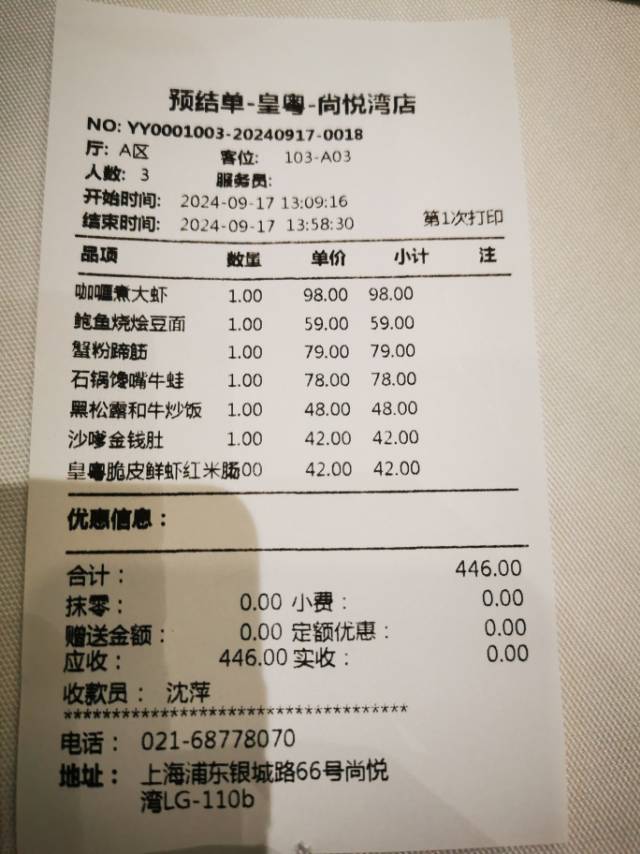 预结单-皇粤-尚悦湾店
NO: YY0001003-20240917-0018
厅: A区 客位: 103-A03
人数: 3 服务员:
开始时间: 2024-09-17 13:09:16
结束时间: 2024-09-17 13:58:30 第1次打印
品项 数量 单价 小计 注
咖喱煮大虾 1.00 98.00 98.00
鲍鱼烧烩豆面 1.00 59.00 59.00
蟹粉蹄筋 1.00 79.00 79.00
石锅馋嘴牛蛙 1.00 78.00 78.00
黑松露和牛炒饭 1.00 48.00 48.00
沙嗲金钱肚 1.00 42.00 42.00
皇粤脆皮鲜虾红米肠 .00 42.00 42.00
优惠信息：
合计： 446.00
抹零： 0.00 小费： 0.00
赠送金额： 0.00 定额优惠： 0.00
应收： 446.00 实收： 0.00
收款员： 沈萍
************************************
电话： 021-68778070
地址： 上海浦东银城路66号尚悦
湾LG-110b